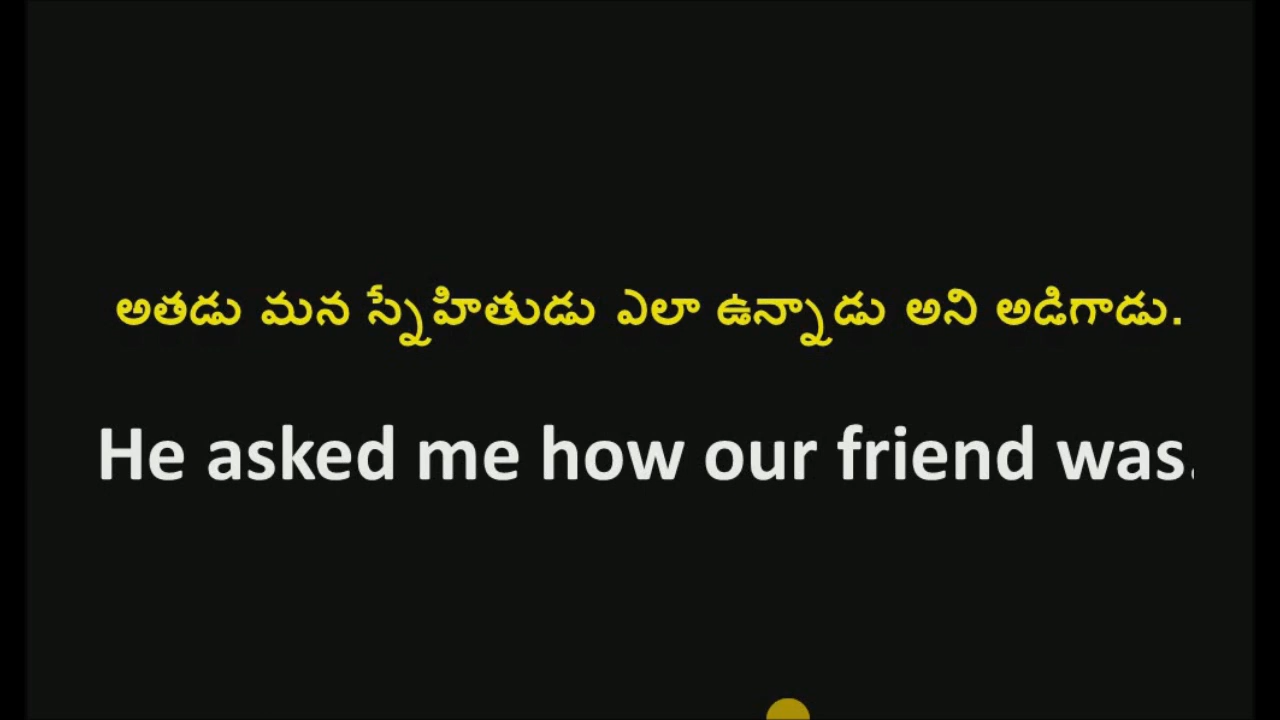 అతడు మన స్నేహితుడు ఎలా ఉన్నాడు అని అడిగాడు.
He asked me how our friend was.